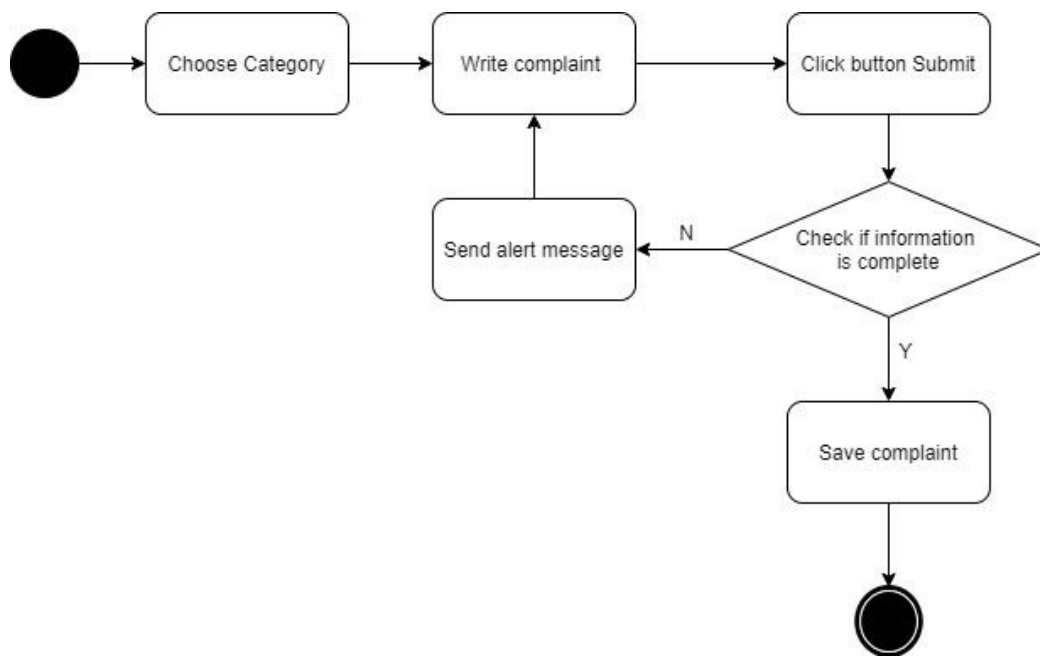 Choose Category
Write complaint
Click button Submit
Send alert message
N
Check if information
is complete
Y
Save complaint